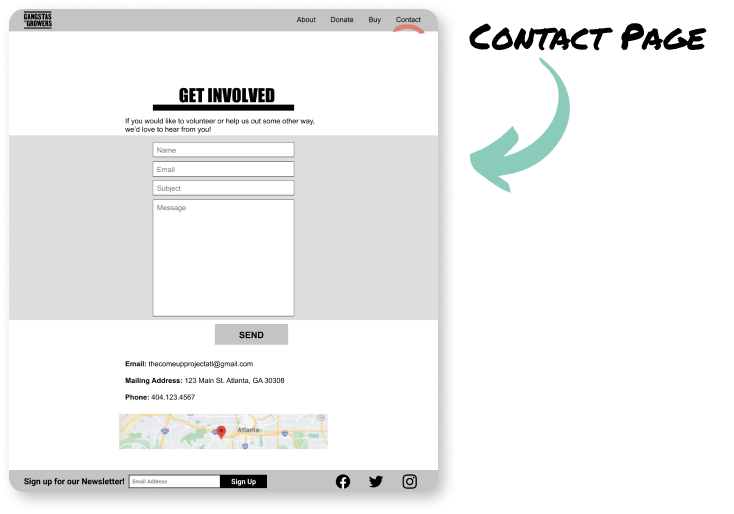 GANGSTAS
TO GROWERS
About Donate Buy Contact
CONTACT PAGE
GET INVOLVED
If you would like to volunteer or help us out some other way,
we'd love to hear from you!
Name
Email
Subject
Message
SEND
Email: thecomeupprojectatl@gmail.com
Mailing Address: 123 Main St. Atlanta, GA 30308
Phone: 404.123.4567
Atlanta
Sign up for our Newsletter! Email Address Sign Up